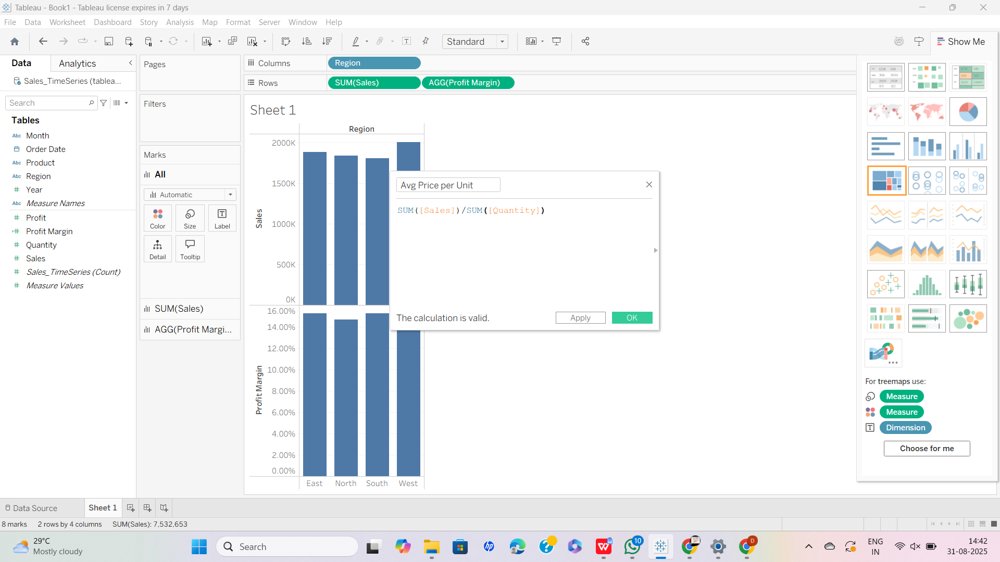 Tableau - Book1 - Tableau license expires in 7 days
File Data Worksheet Dashboard Story Analysis Map Format Server Window Help
Standard
Show Me
Data Analytics
Sales_TimeSeries (tablea...
Search
Tables
Abc Month
Order Date
Abc Product
Abc Region
Year
Abc Measure Names
Profit
Profit Margin
Quantity
Sales
Sales_TimeSeries (Count)
Measure Values
Pages
Filters
Marks
All
Automatic
Color Size Label
Detail Tooltip
SUM(Sales)
AGG(Profit Margi...
Columns Region
Rows SUM(Sales) AGG(Profit Margin)
Sheet 1
Region
2000K
1500K
1000K
500K
0K
Sales
16.00%
14.00%
12.00%
10.00%
8.00%
6.00%
4.00%
2.00%
0.00%
Profit Margin
East North South West
Avg Price per Unit
SUM([Sales])/SUM([Quantity])
The calculation is valid.
Apply OK
For treemaps use:
Measure
Measure
Dimension
Choose for me
Data Source Sheet 1
8 marks 2 rows by 4 columns SUM(Sales): 7,532,653
29°C
Mostly cloudy
Search
10
D
ENG
IN
14:42
31-08-2025